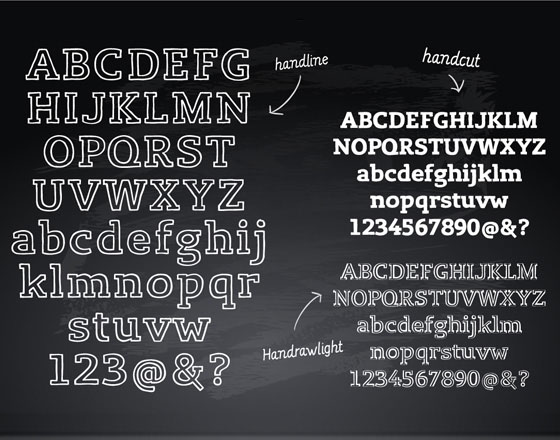 handline
ABCDEFG
HIJKLMN
OPQRST
UVWXYZ
abcdefghij
klmnopqr
stuvw
123@&?
handcut
ABCDEFGHIJKLM
NOPQRSTUVWXYZ
abcdefghijklm
nopqrstuvw
1234567890@&?
Handrawlight
ABCDEFGHIJKLM
NOPQRSTUVWXYZ
abcdefghijklm
nopqrstuvw
1234567890@&?